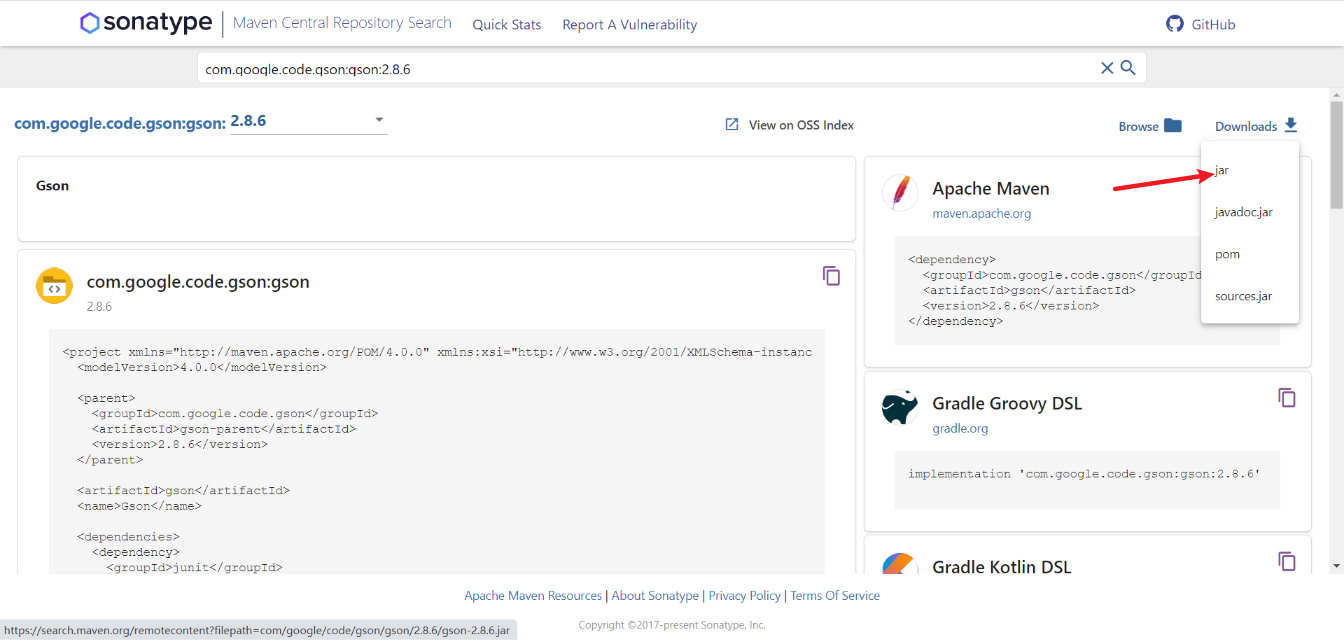 sonatype Maven Central Repository Search Quick Stats Report A Vulnerability GitHub
com.google.code.gson:gson:2.8.6
com.google.code.gson:gson: 2.8.6 View on OSS Index Browse Downloads
jar
javadoc.jar
pom
sources.jar
Gson
com.google.code.gson:gson
2.8.6
<project xmlns="http://maven.apache.org/POM/4.0.0" xmlns:xsi="http://www.w3.org/2001/XMLSchema-instanc
<modelVersion>4.0.0</modelVersion>
<parent>
<groupId>com.google.code.gson</groupId>
<artifactId>gson-parent</artifactId>
<version>2.8.6</version>
</parent>
<artifactId>gson</artifactId>
<name>Gson</name>
<dependencies>
<dependency>
<groupId>junit</groupId>
Apache Maven
maven.apache.org
<dependency>
<groupId>com.google.code.gson</groupId
<artifactId>gson</artifactId>
<version>2.8.6</version>
</dependency>
Gradle Groovy DSL
gradle.org
implementation 'com.google.code.gson:gson:2.8.6'
Gradle Kotlin DSL
Apache Maven Resources | About Sonatype | Privacy Policy | Terms Of Service
Copyright ©2017-present Sonatype, Inc.
https://search.maven.org/remotecontent?filepath=com/google/code/gson/gson/2.8.6/gson-2.8.6.jar